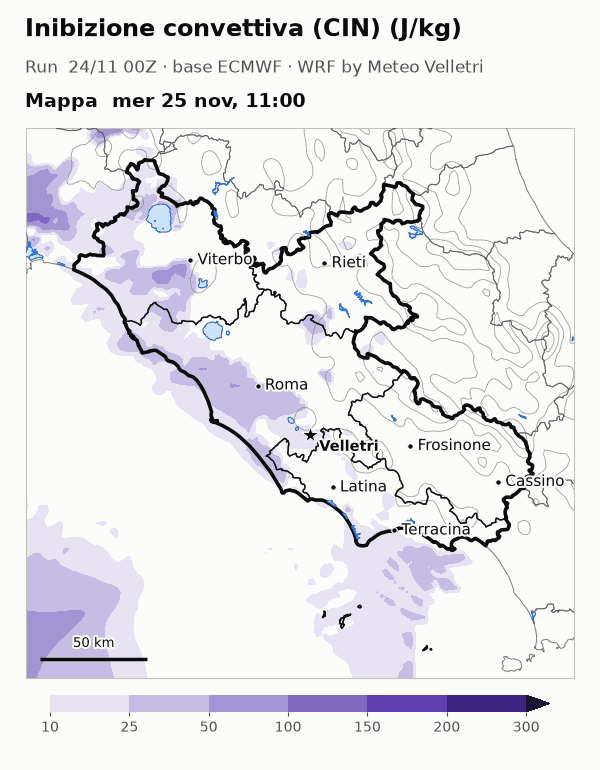 Inibizione convettiva (CIN) (J/kg)
Run  24/11 00Z · base ECMWF · WRF by Meteo Velletri
Mappa  mer 25 nov, 11:00
Viterbo
Rieti
Roma
Velletri
Frosinone
Cassino
Latina
Terracina
50 km
10 25 50 100 150 200 300